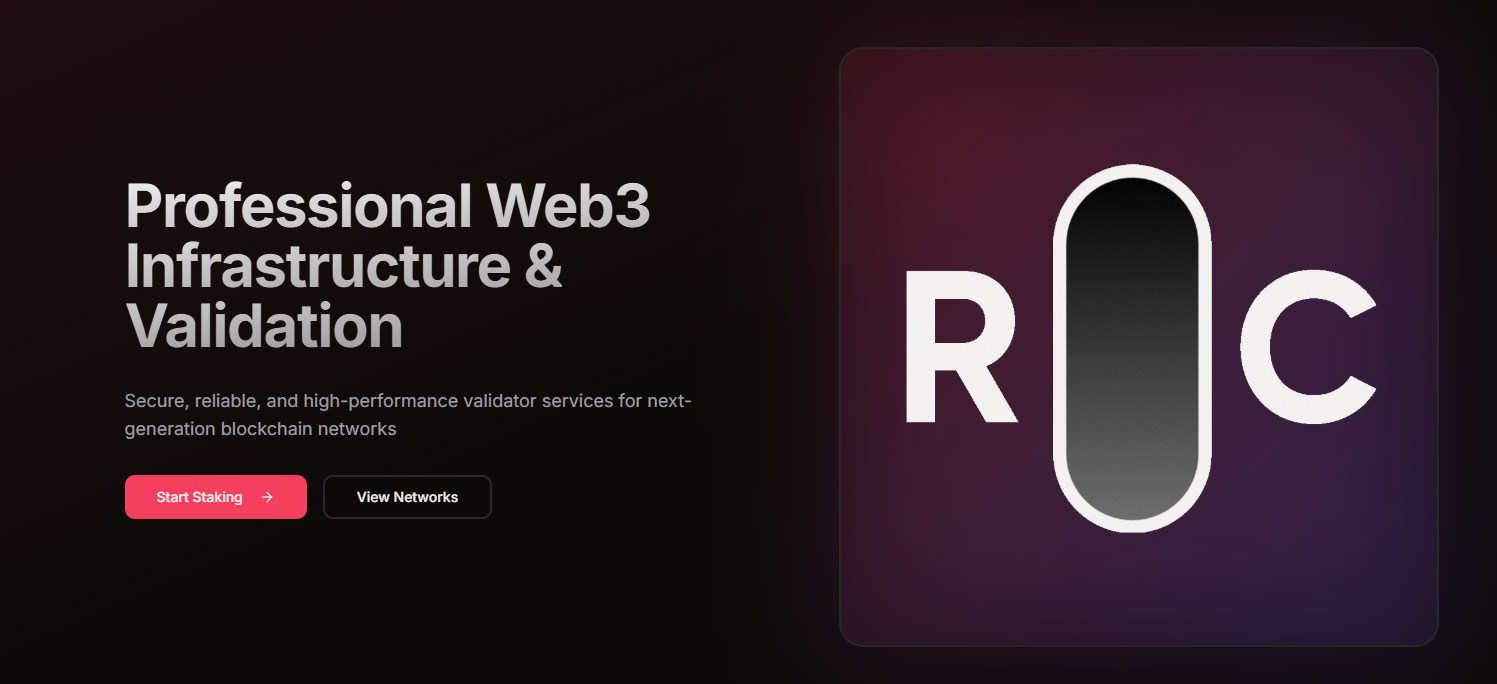 Professional Web3
Infrastructure &
Validation
Secure, reliable, and high-performance validator services for next-
generation blockchain networks
Start Staking →
View Networks
R C